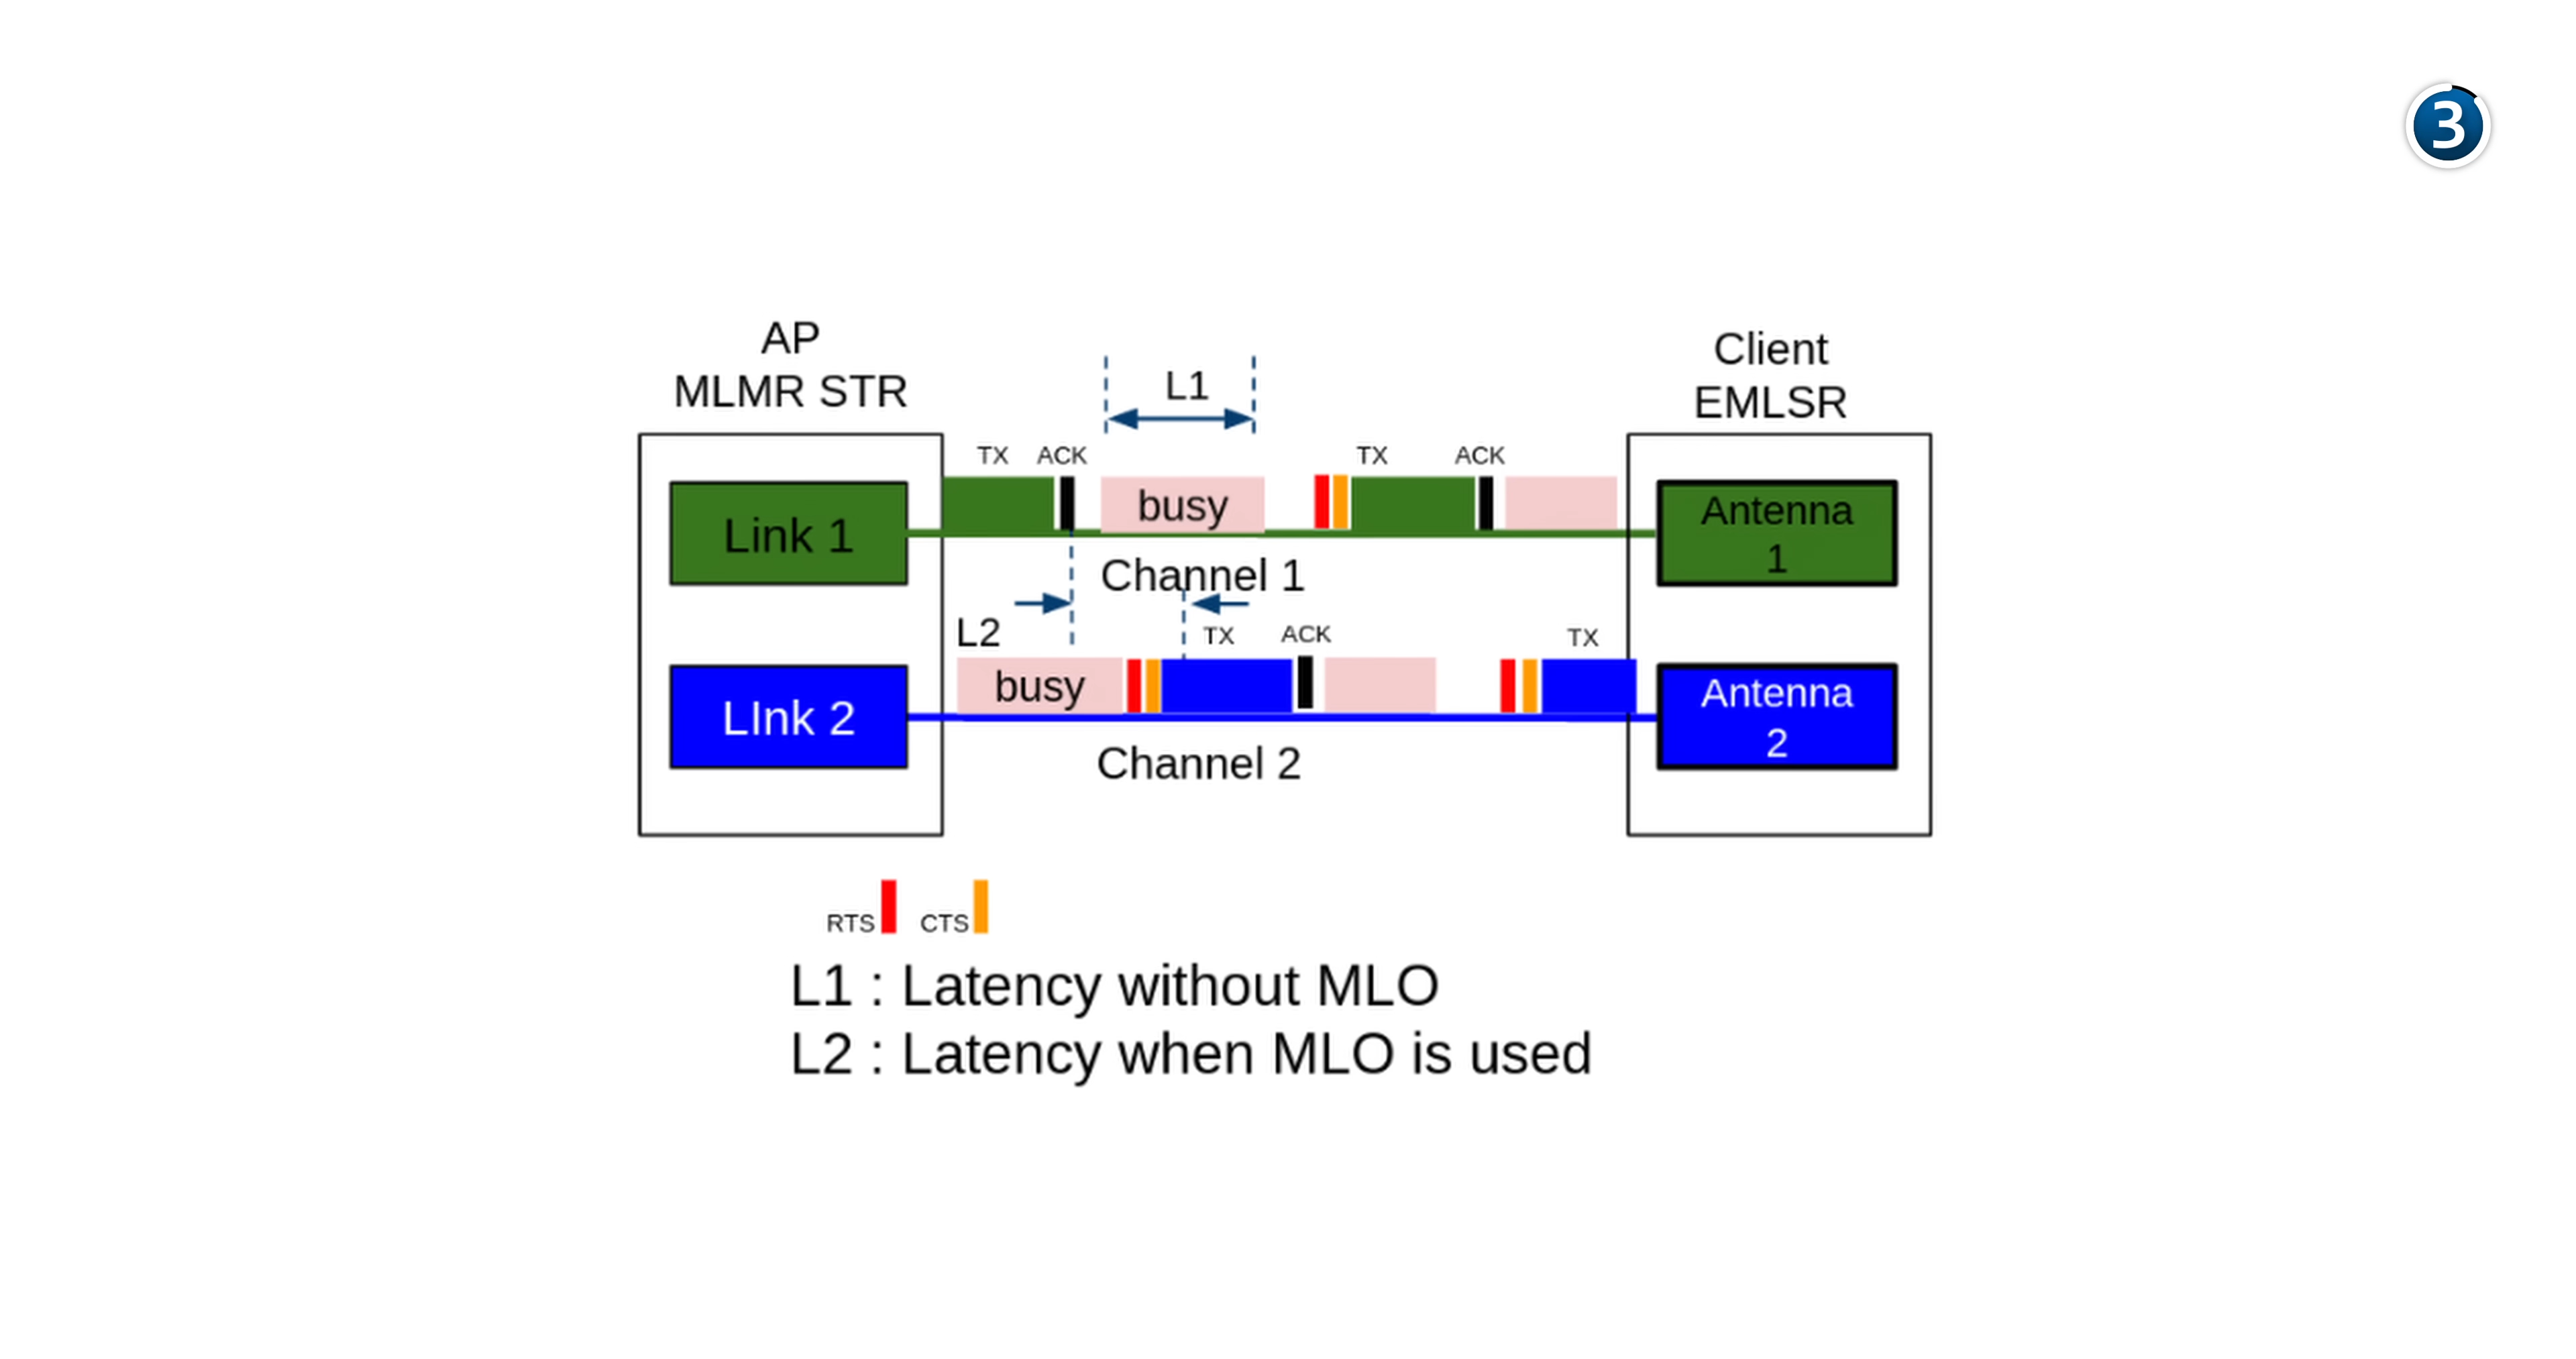 3
AP
MLMR STR
Client
EMLSR
L1
TX
ACK
TX
ACK
Link 1
busy
Antenna
1
Channel 1
L2
TX
ACK
TX
LInk 2
busy
Antenna
2
Channel 2
RTS
CTS
L1 : Latency without MLO
L2 : Latency when MLO is used